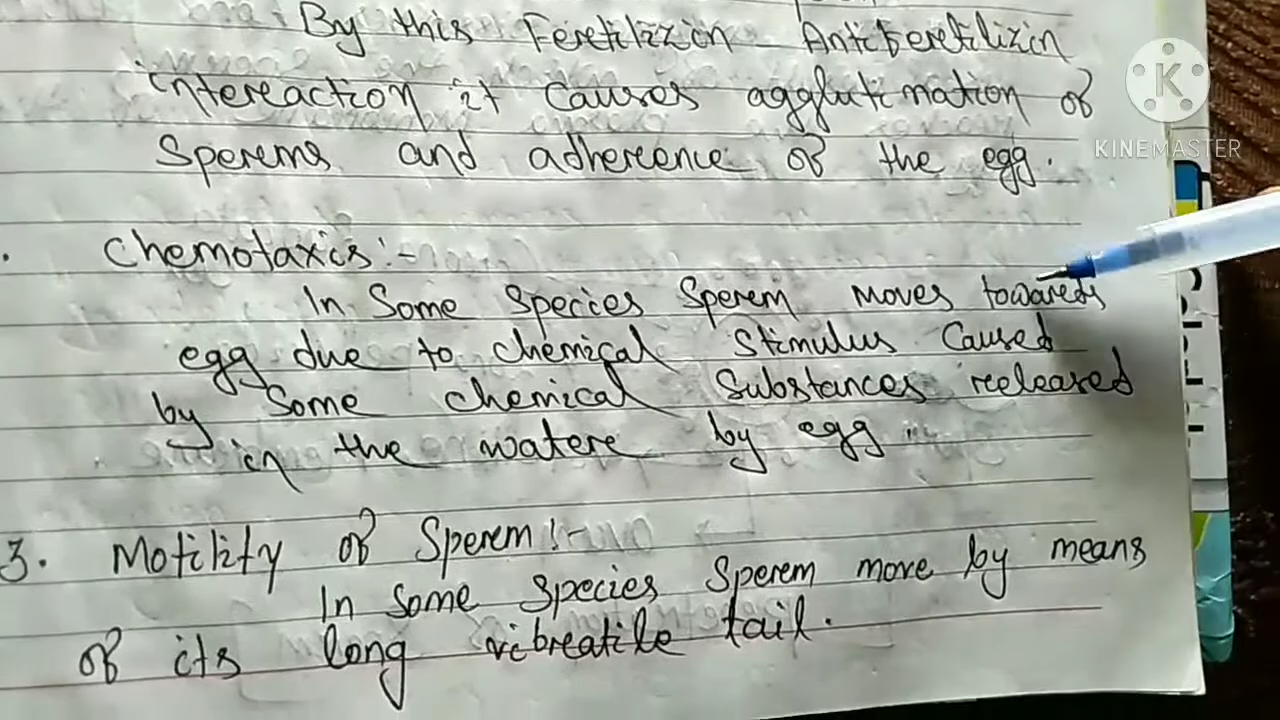 By this Fertilizin - Antifertilizin
interaction it causes agglutination of
Sperms and adherence of the egg.
. Chemotaxis :-
In Some Species Sperm moves towards
egg due to chemical Stimulus Caused
by Some chemical Substances released
in the water by egg.
3. Motility of Sperm :-
In Some Species Sperm move by means
of its long vibratile tail.
K
KINEMASTER